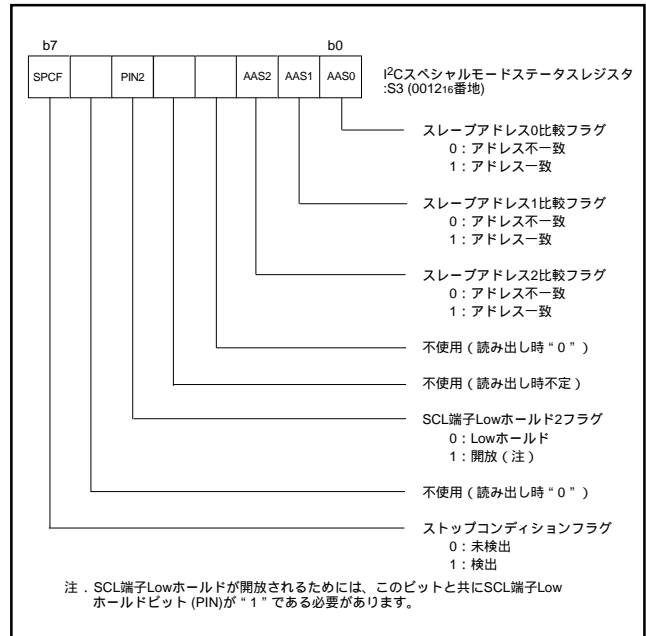 b7 b0
SPCF PIN2 AAS2 AAS1 AAS0
I2Cスペシャルモードステータスレジスタ
:S3 (001216番地)
スレーブアドレス0比較フラグ
0：アドレス不一致
1：アドレス一致
スレーブアドレス1比較フラグ
0：アドレス不一致
1：アドレス一致
スレーブアドレス2比較フラグ
0：アドレス不一致
1：アドレス一致
不使用（読み出し時“0”）
不使用（読み出し時不定）
SCL端子Lowホールド2フラグ
0：Lowホールド
1：開放（注）
不使用（読み出し時“0”）
ストップコンディションフラグ
0：未検出
1：検出
注．SCL端子Lowホールドが開放されるためには、このビットと共にSCL端子Low
ホールドビット(PIN)が“1”である必要があります。